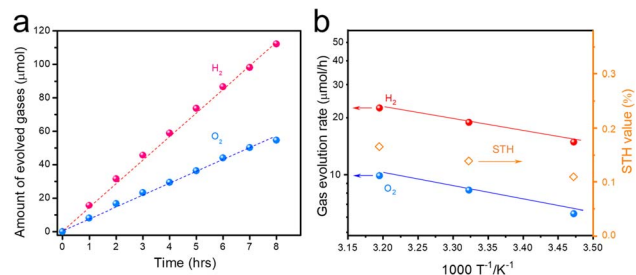 a
Amount of evolved gases (μmol)
120
100
80
60
40
20
0
H₂
O₂
0 1 2 3 4 5 6 7 8
Time (hrs)
b
Gas evolution rate (μmol/h)
50
30
10
H₂
O₂
STH
STH value (%)
0.3
0.2
0.1
0.0
3.15 3.20 3.25 3.30 3.35 3.40 3.45 3.50
1000 T⁻¹/K⁻¹